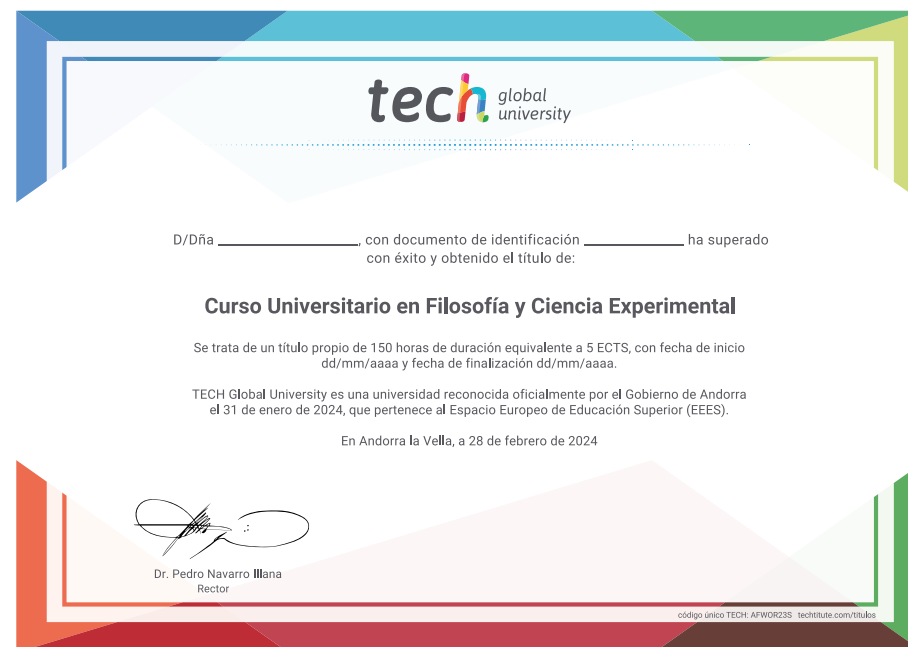 tech global university
D/Dña ____________________, con documento de identificación ______________ ha superado
con éxito y obtenido el título de:
Curso Universitario en Filosofía y Ciencia Experimental
Se trata de un título propio de 150 horas de duración equivalente a 5 ECTS, con fecha de inicio
dd/mm/aaaa y fecha de finalización dd/mm/aaaa.
TECH Global University es una universidad reconocida oficialmente por el Gobierno de Andorra
el 31 de enero de 2024, que pertenece al Espacio Europeo de Educación Superior (EEES).
En Andorra la Vella, a 28 de febrero de 2024
Dr. Pedro Navarro Illana
Rector
código único TECH: AFWOR23S techtitute.com/titulos